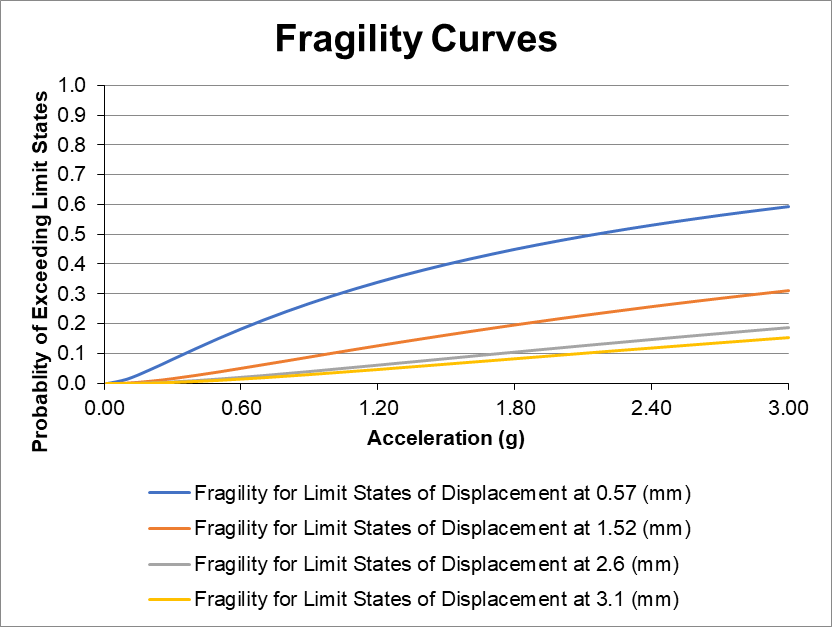 Fragility Curves
Probablity of Exceeding Limit States
1.0
0.9
0.8
0.7
0.6
0.5
0.4
0.3
0.2
0.1
0.0
0.00 0.60 1.20 1.80 2.40 3.00
Acceleration (g)
Fragility for Limit States of Displacement at 0.57 (mm)
Fragility for Limit States of Displacement at 1.52 (mm)
Fragility for Limit States of Displacement at 2.6 (mm)
Fragility for Limit States of Displacement at 3.1 (mm)